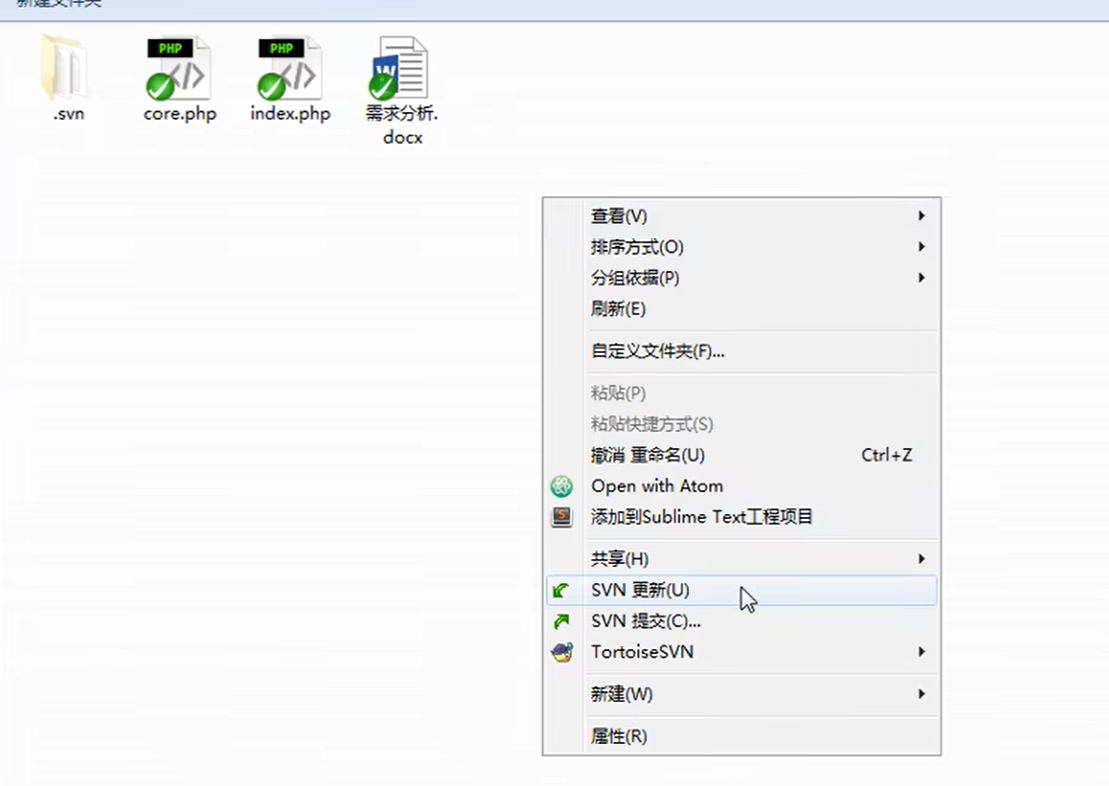 新建文件夹
.svn
PHP
core.php
PHP
index.php
W
需求分析.
docx
查看(V)
排序方式(O)
分组依据(P)
刷新(E)
自定义文件夹(F)...
粘贴(P)
粘贴快捷方式(S)
撤消 重命名(U) Ctrl+Z
Open with Atom
添加到Sublime Text工程项目
共享(H)
SVN 更新(U)
SVN 提交(C)...
TortoiseSVN
新建(W)
属性(R)